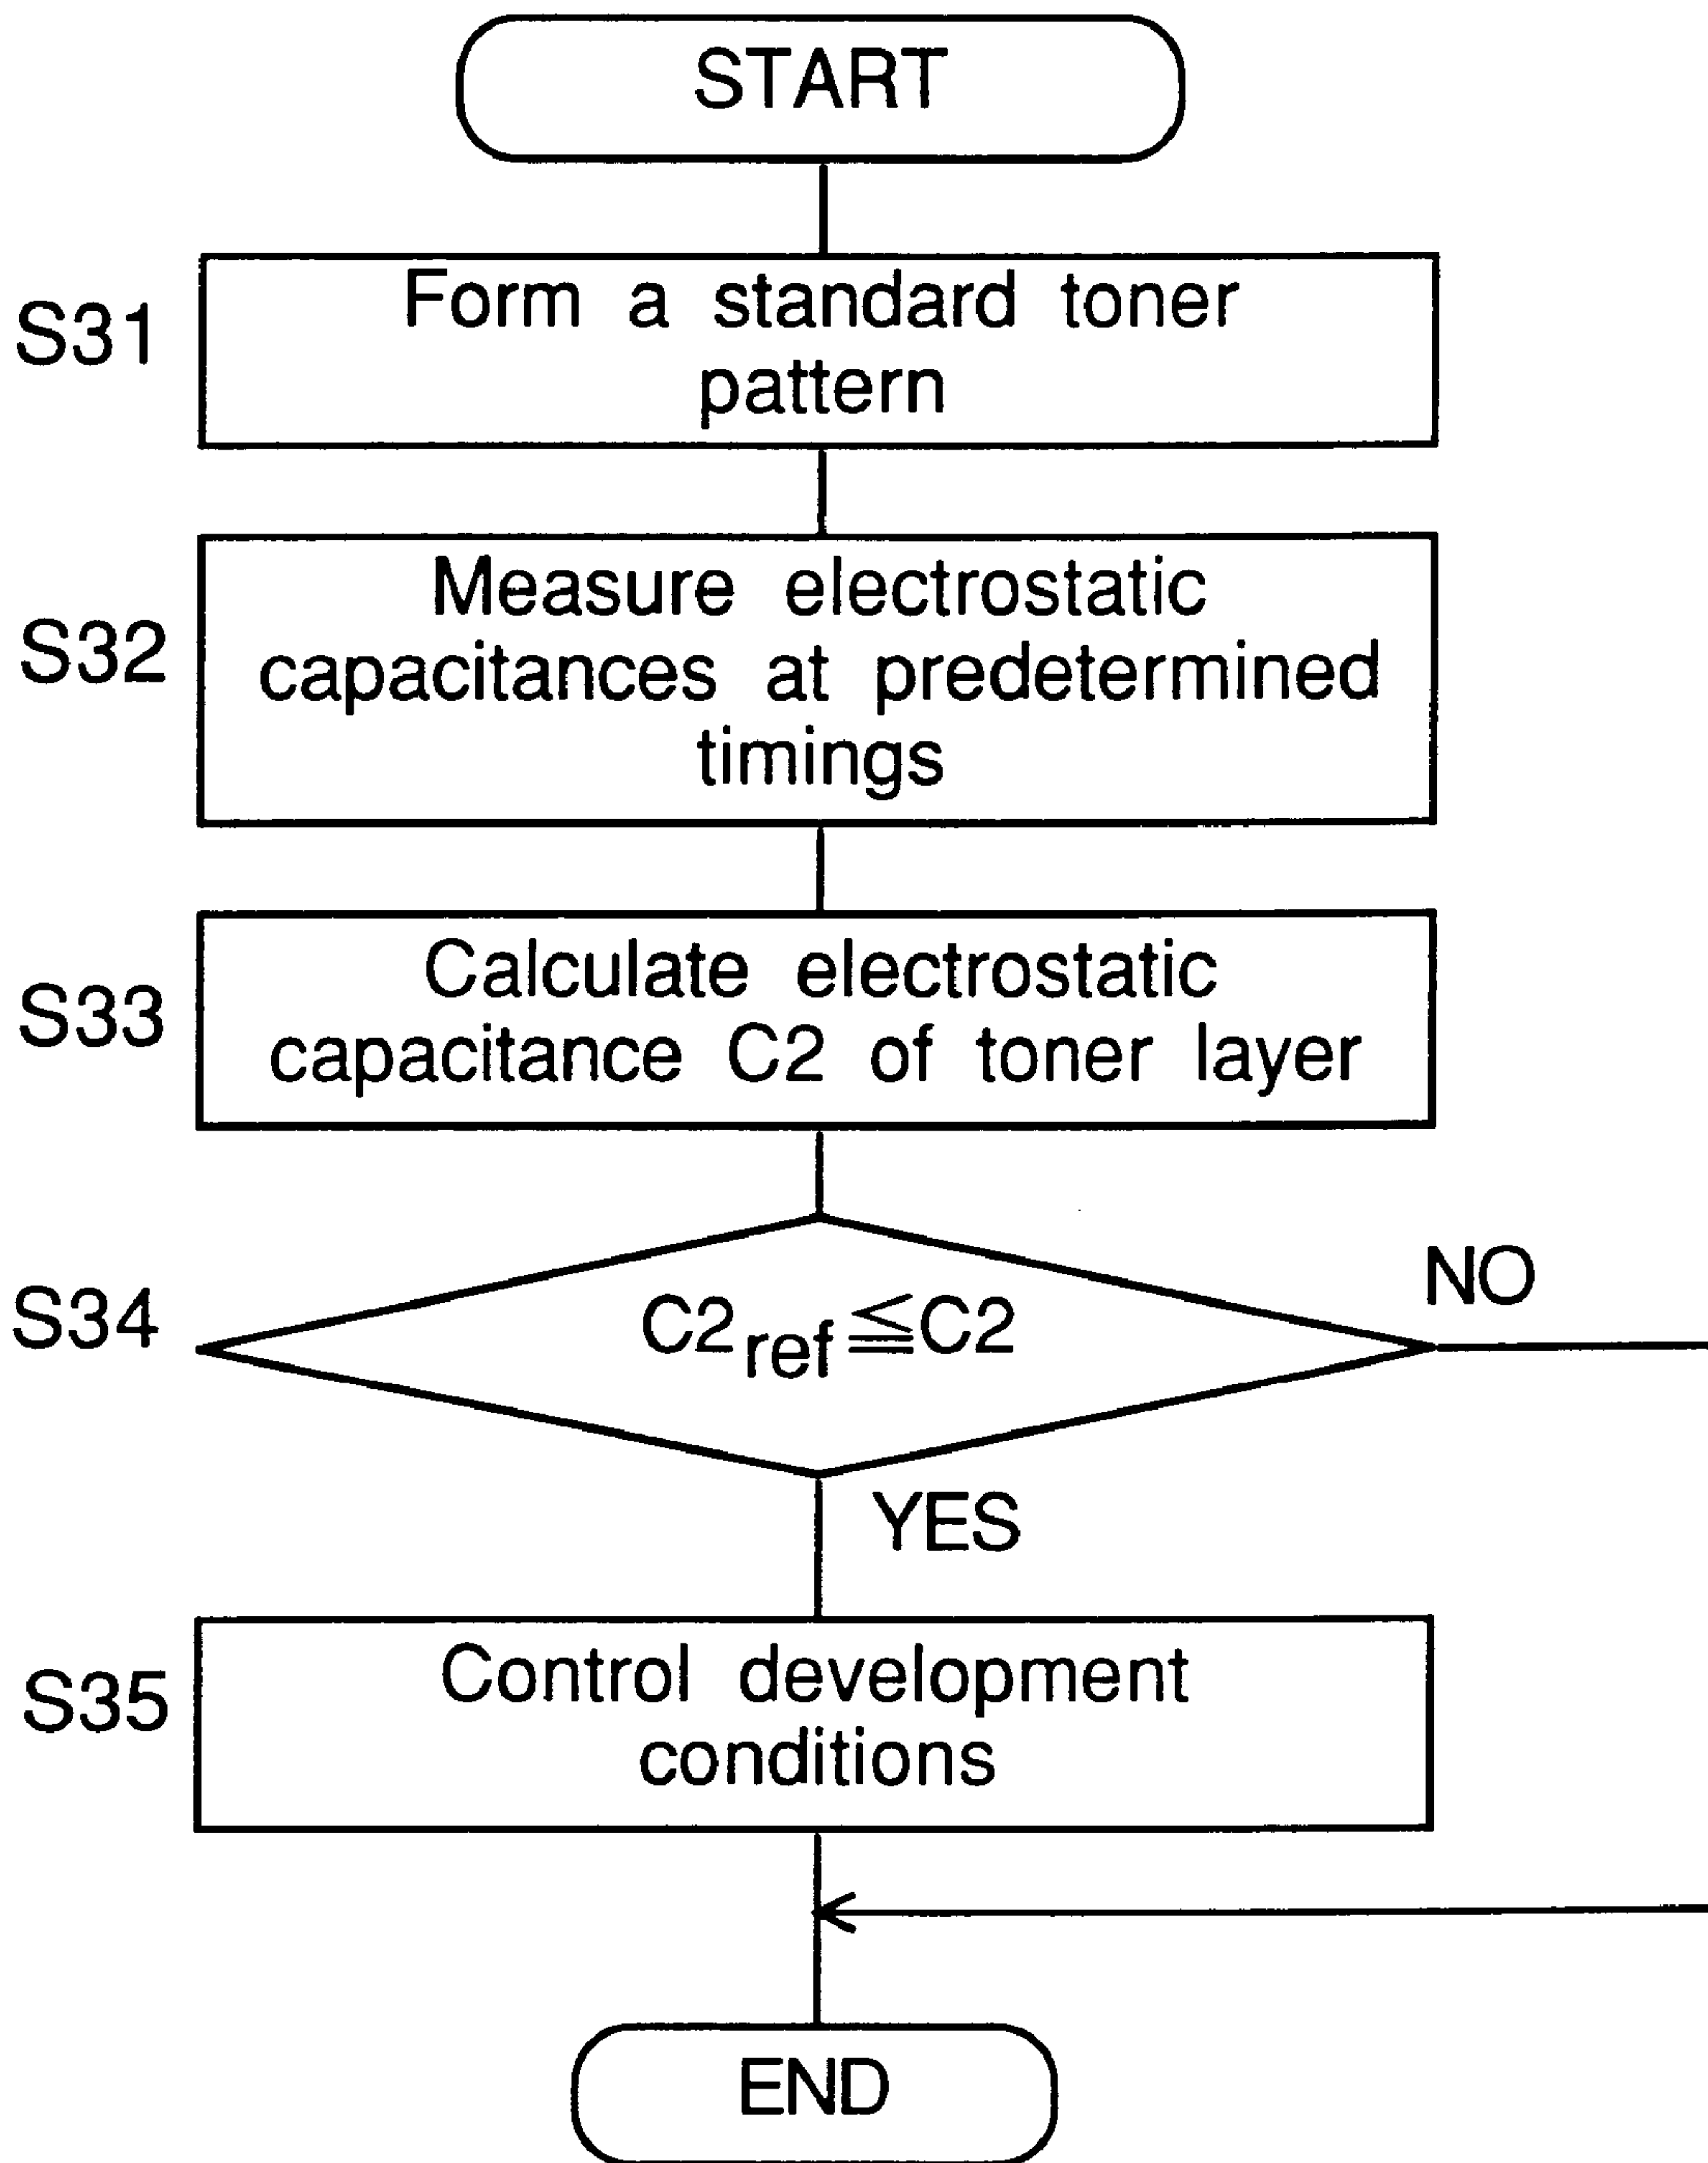 START
S31
Form a standard toner
pattern
S32
Measure electrostatic
capacitances at predetermined
timings
S33
Calculate electrostatic
capacitance C2 of toner layer
S34
C2ref≦C2
NO
YES
S35
Control development
conditions
END